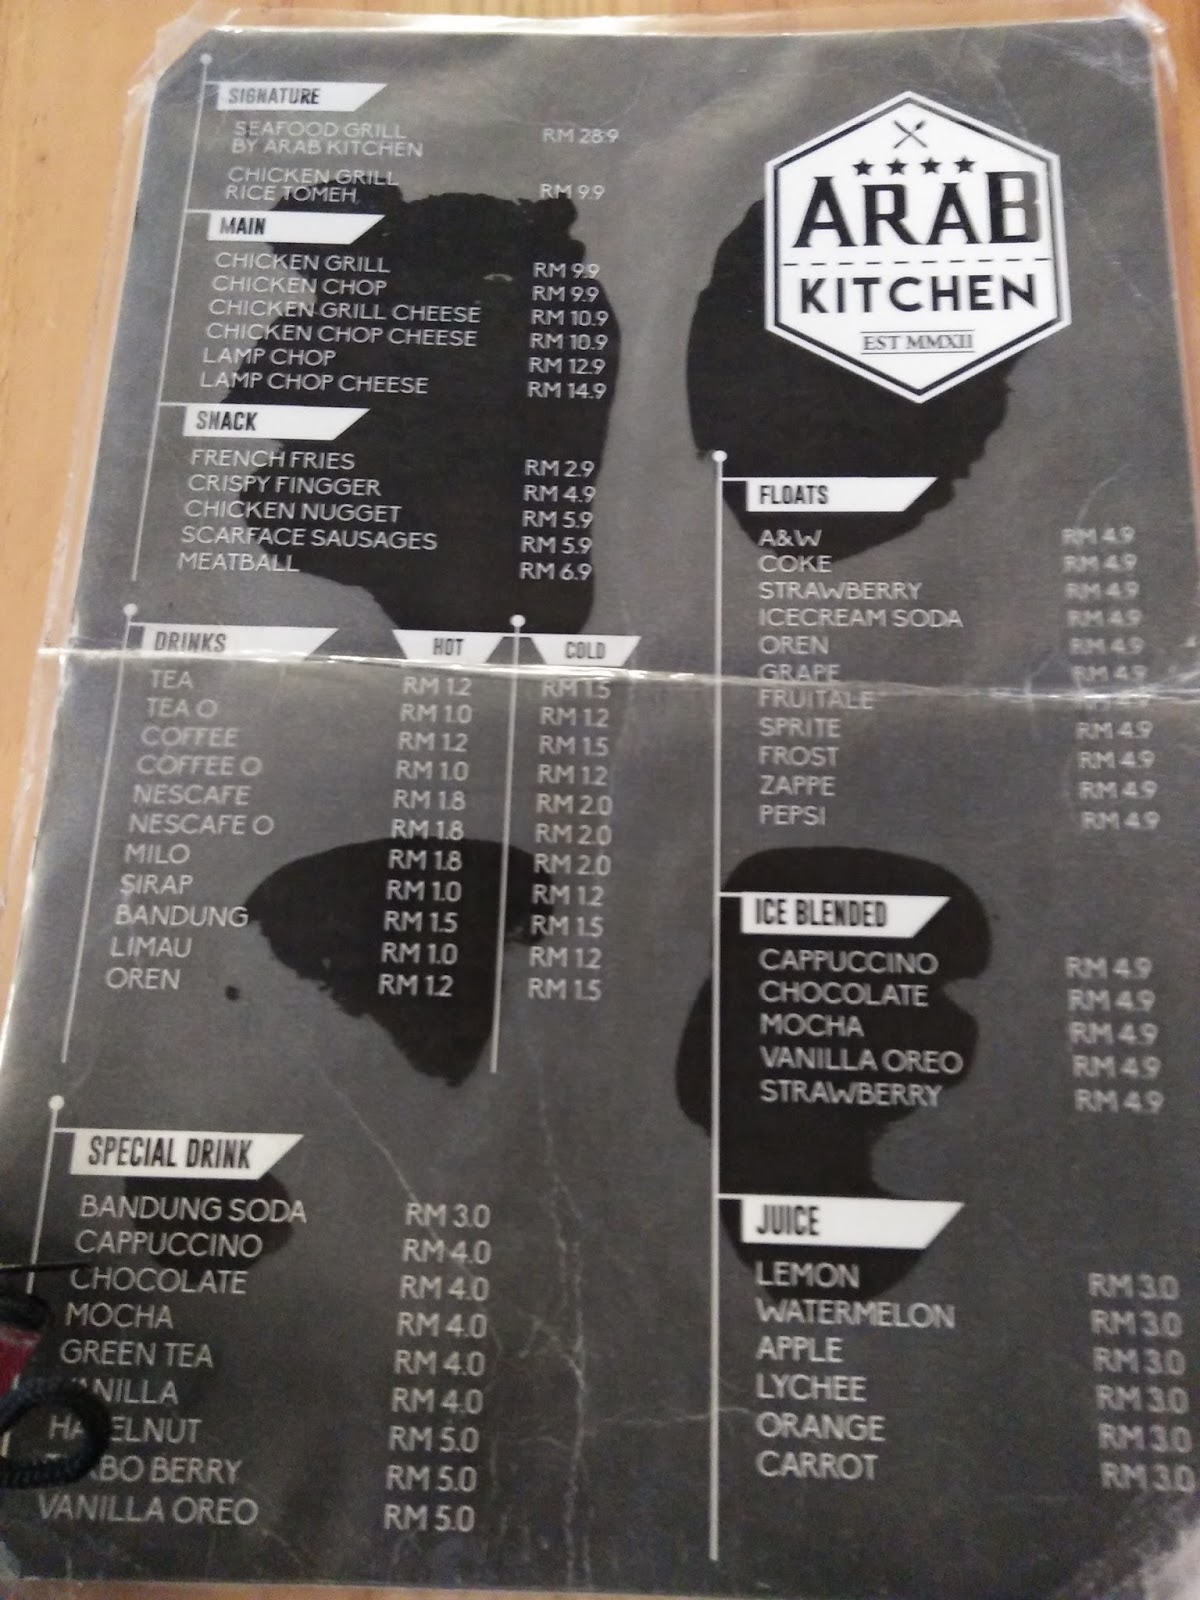 SIGNATURE
SEAFOOD GRILL
BY ARAB KITCHEN RM 28.9
CHICKEN GRILL
RICE TOMEH RM 9.9
MAIN
CHICKEN GRILL RM 9.9
CHICKEN CHOP RM 9.9
CHICKEN GRILL CHEESE RM 10.9
CHICKEN CHOP CHEESE RM 10.9
LAMP CHOP RM 12.9
LAMP CHOP CHEESE RM 14.9
SNACK
FRENCH FRIES RM 2.9
CRISPY FINGGER RM 4.9
CHICKEN NUGGET RM 5.9
SCARFACE SAUSAGES RM 5.9
MEATBALL RM 6.9
DRINKS HOT COLD
TEA RM 1.2 RM 1.5
TEA O RM 1.0 RM 1.2
COFFEE RM 1.2 RM 1.5
COFFEE O RM 1.0 RM 1.2
NESCAFE RM 1.8 RM 2.0
NESCAFE O RM 1.8 RM 2.0
MILO RM 1.8 RM 2.0
SIRAP RM 1.0 RM 1.2
BANDUNG RM 1.5 RM 1.5
LIMAU RM 1.0 RM 1.2
OREN RM 1.2 RM 1.5
SPECIAL DRINK
BANDUNG SODA RM 3.0
CAPPUCCINO RM 4.0
CHOCOLATE RM 4.0
MOCHA RM 4.0
GREEN TEA RM 4.0
VANILLA RM 4.0
HAZELNUT RM 5.0
BERRY RM 5.0
VANILLA OREO RM 5.0
ARAB
KITCHEN
EST MMXII
FLOATS
A&W RM 4.9
COKE RM 4.9
STRAWBERRY RM 4.9
ICECREAM SODA RM 4.9
OREN RM 4.9
GRAPE RM 4.9
FRUITALE RM 4.9
SPRITE RM 4.9
FROST RM 4.9
ZAPPE RM 4.9
PEPSI RM 4.9
ICE BLENDED
CAPPUCCINO RM 4.9
CHOCOLATE RM 4.9
MOCHA RM 4.9
VANILLA OREO RM 4.9
STRAWBERRY RM 4.9
JUICE
LEMON RM 3.0
WATERMELON RM 3.0
APPLE RM 3.0
LYCHEE RM 3.0
ORANGE RM 3.0
CARROT RM 3.0